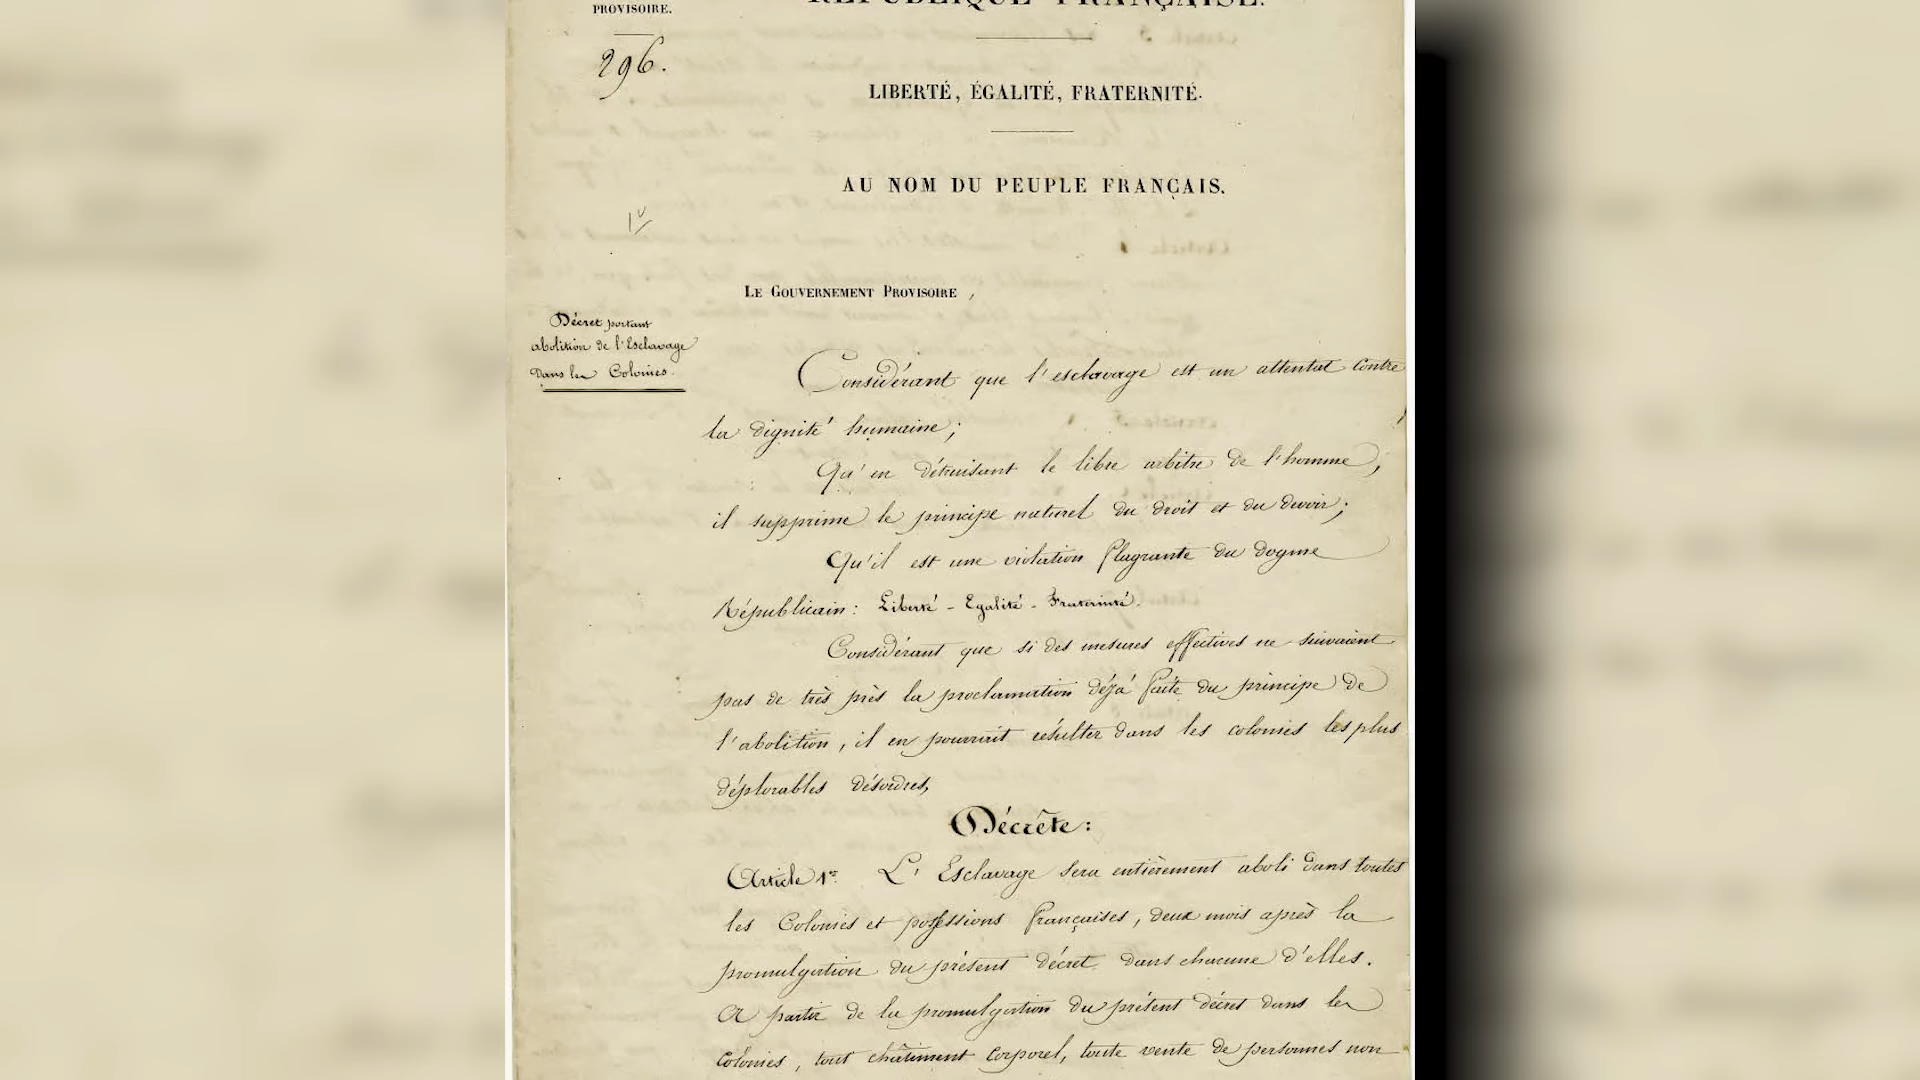 RÉPUBLIQUE FRANÇAISE.
PROVISOIRE.
296.
LIBERTÉ, ÉGALITÉ, FRATERNITÉ.
AU NOM DU PEUPLE FRANÇAIS.
LE GOUVERNEMENT PROVISOIRE,
Décret portant
abolition de l'Esclavage
dans les Colonies.
Considérant que l'esclavage est un attentat contre
la dignité humaine;
Qu'en détruisant le libre arbitre de l'homme,
il supprime le principe naturel du droit et du devoir;
Qu'il est une violation flagrante du dogme
Républicain: Liberté - Egalité - Fraternité.
Considérant que si des mesures effectives ne suivaient
pas de très près la proclamation déjà faite du principe de
l'abolition, il en pourrait résulter dans les colonies les plus
déplorables désordres,
Décrète:
Article 1er. L'Esclavage sera entièrement aboli dans toutes
les Colonies et possessions françaises, deux mois après la
promulgation du présent décret dans chacune d'elles.
A partir de la promulgation du présent décret dans les
Colonies, tout châtiment corporel, toute vente de personnes non